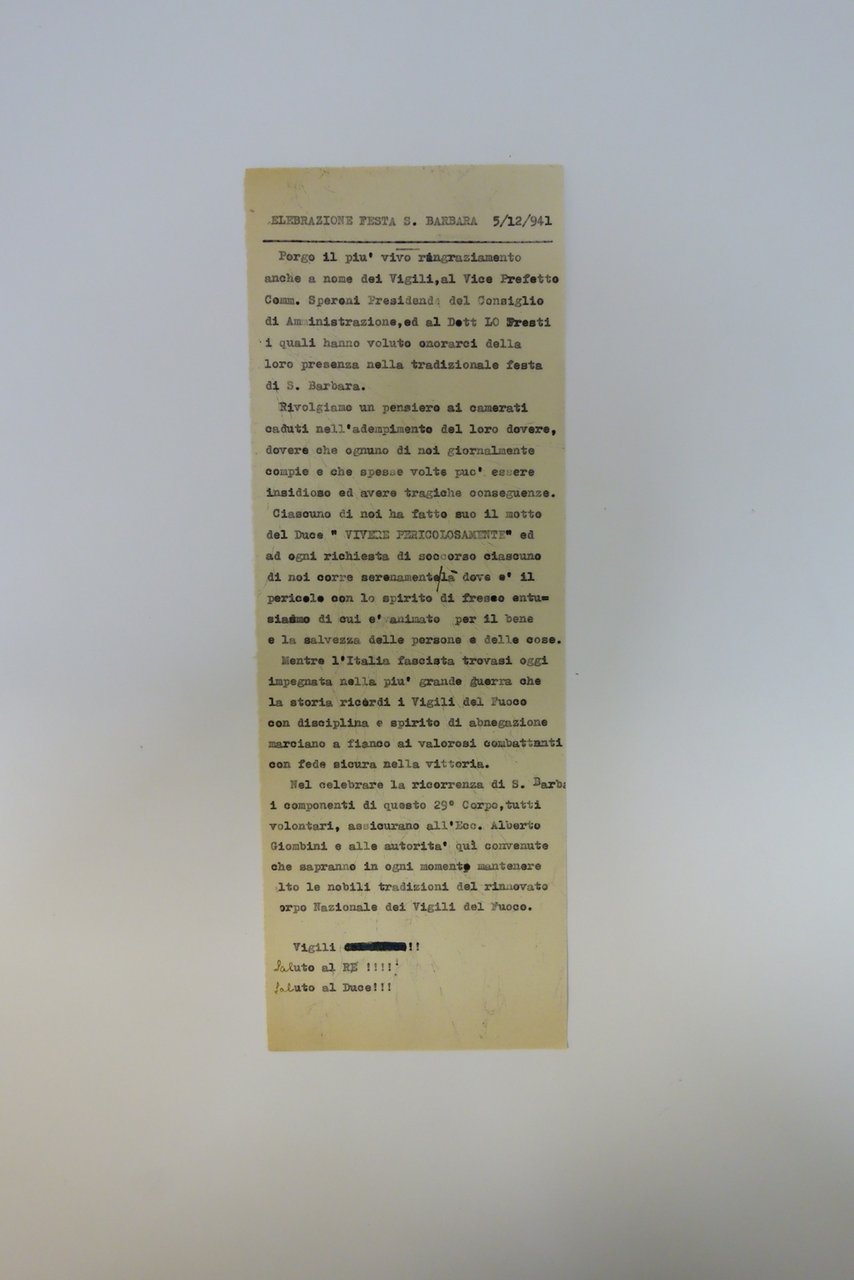 ELEBRAZIONE FESTA S. BARBARA 5/12/941
Porgo il piu' vivo ringraziamento
anche a nome dei Vigili,al Vice Prefetto
Comm. Speroni Presidend del Consiglio
di Amministrazione,ed al Dott LO Presti
i quali hanno voluto onorarci della
loro presenza nella tradizionale festa
di S. Barbara.
Rivolgiamo un pensiero ai camerati
caduti nell'adempimento del loro dovere,
dovere che ognuno di noi giornalmente
compie e che spesse volte puo' essere
insidioso ed avere tragiche conseguenze.
Ciascuno di noi ha fatto suo il motto
del Duce " VIVERE PERICOLOSAMENTE" ed
ad ogni richiesta di soccorso ciascuno
di noi corre serenamente/là dove e' il
pericolo con lo spirito di fresco entu=
siasmo di cui e' animato per il bene
e la salvezza delle persone e delle cose.
Mentre l'Italia fascista trovasi oggi
impegnata nella piu' grande guerra che
la storia ricordi i Vigili del Fuoco
con disciplina e spirito di abnegazione
marciano a fianco ai valorosi combattenti
con fede sicura nella vittoria.
Nel celebrare la ricorrenza di S. Barba
i componenti di questo 29° Corpo,tutti
volontari, assicurano all'Ecc. Alberto
Giombini e alle autorita' quì convenute
che sapranno in ogni momento mantenere
lto le nobili tradizioni del rinnovato
orpo Nazionale dei Vigili del Fuoco.
Vigili !!
Saluto al RE !!!!
Saluto al Duce!!!